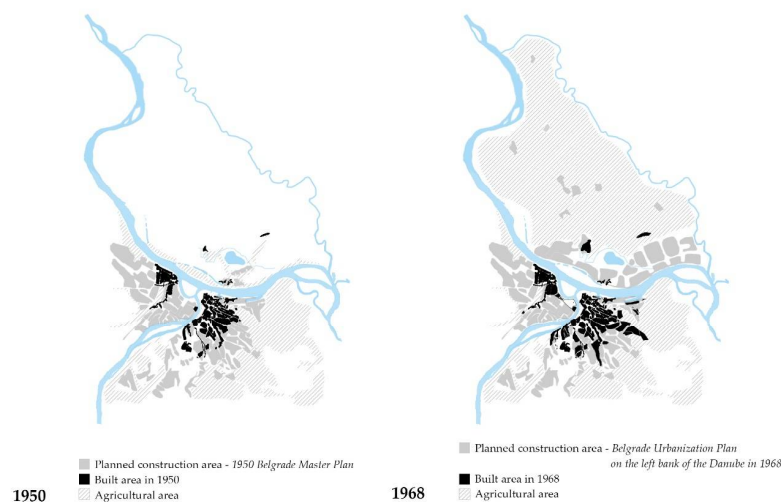 Planned construction area - 1950 Belgrade Master Plan
Built area in 1950
1950 Agricultural area
Planned construction area - Belgrade Urbanization Plan
on the left bank of the Danube in 1968
Built area in 1968
1968 Agricultural area